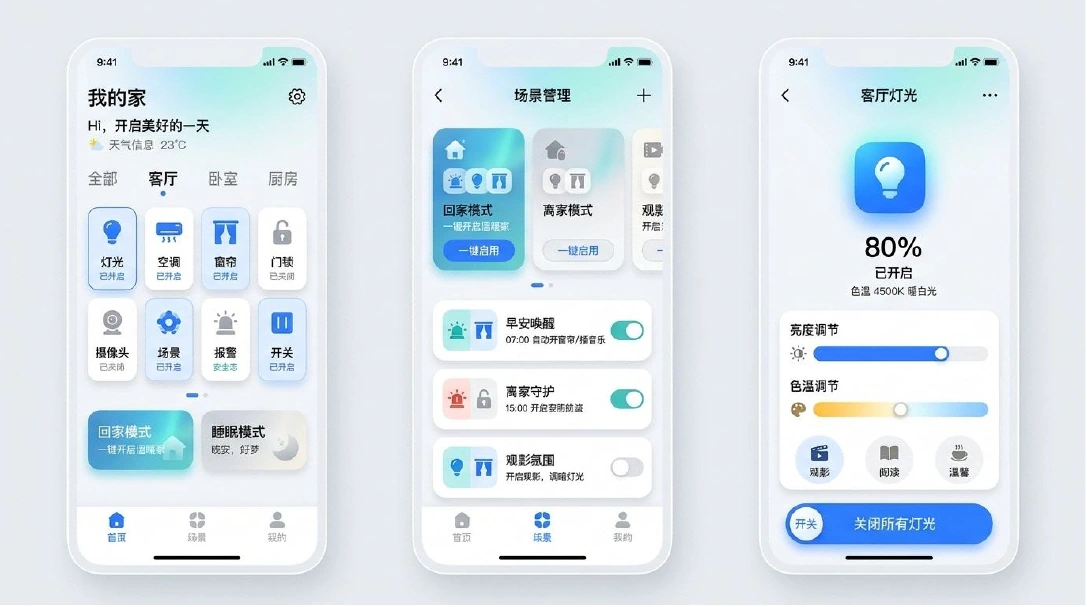 9:41
我的家
Hi，开启美好的一天
天气信息 23°C
全部 客厅 卧室 厨房
灯光 空调 窗帘 门锁
已开启 已开启 已开启 已关闭
摄像头 场景 报警 开关
已关闭 已开启 安全态 已开启
回家模式 睡眠模式
一键开启温暖家 晚安，好梦
首页 场景 我的
9:41
场景管理
回家模式 离家模式 观影
一键开启温暖家 开启
一键启用 一键启用
早安唤醒
07:00 自动开窗帘/播音乐
离家守护
15:00 开启安防防盗
观影氛围
开启观影，调暗灯光
首页 场景 我的
9:41
客厅灯光
80%
已开启
色温 4500K 暖白光
亮度调节
色温调节
观影 阅读 温馨
开关 关闭所有灯光